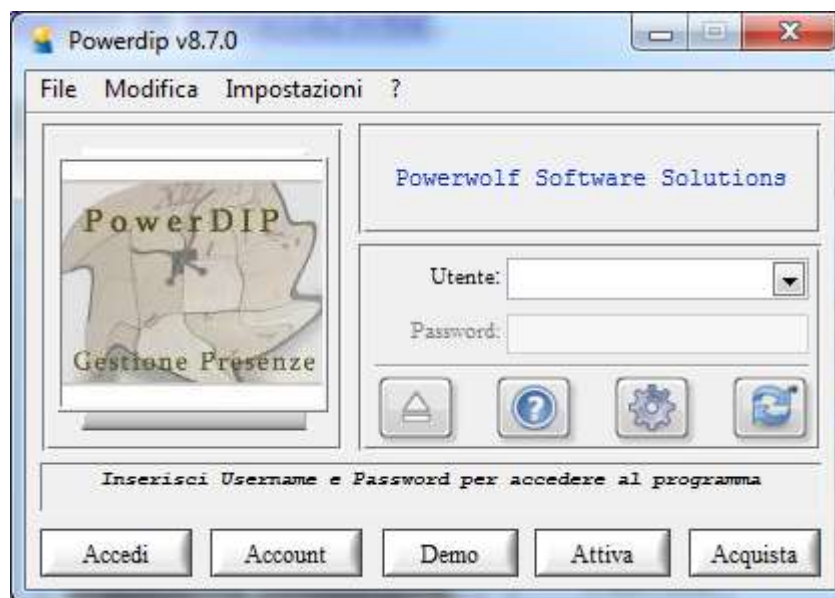 Powerdip v8.7.0
File Modifica Impostazioni ?
PowerDIP
Gestione Presenze
Powerwolf Software Solutions
Utente:
Password:
Inserisci Username e Password per accedere al programma
Accedi Account Demo Attiva Acquista